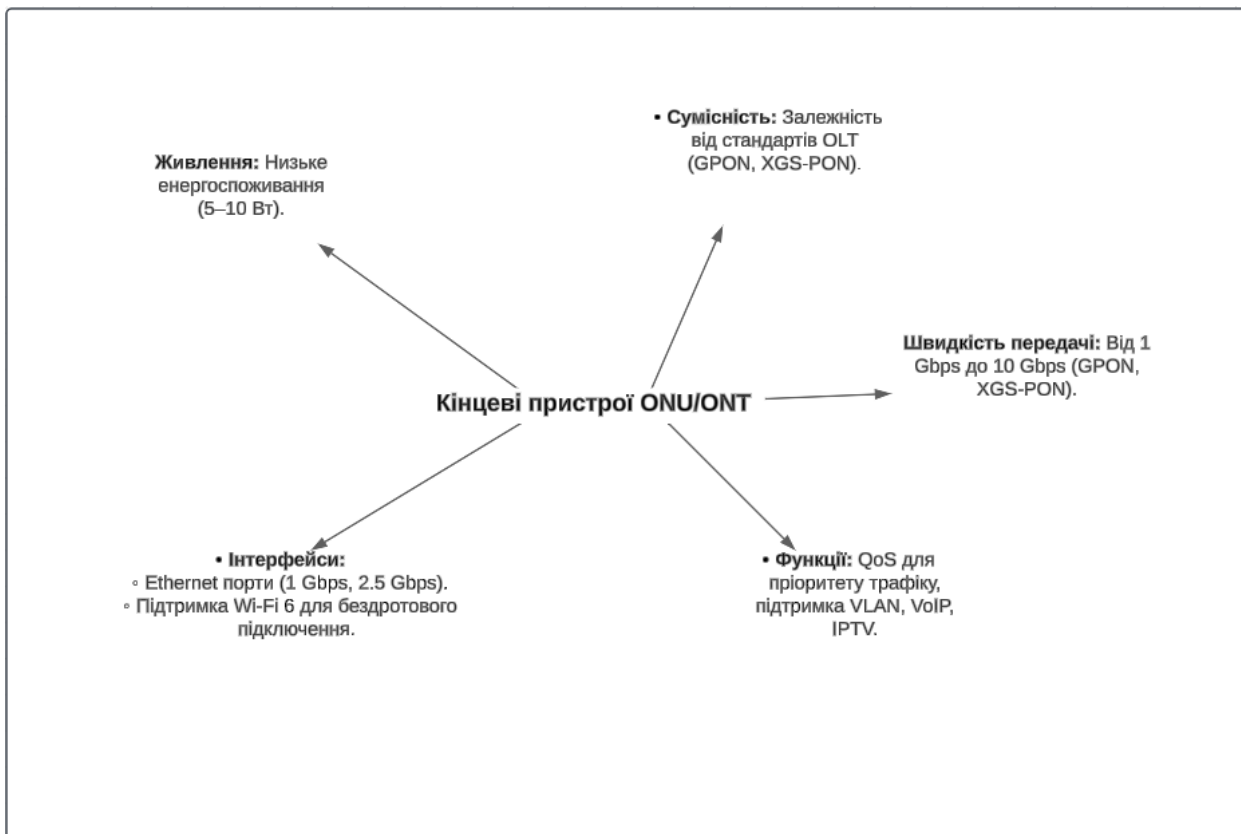 • Сумісність: Залежність
від стандартів OLT
(GPON, XGS-PON).
Живлення: Низьке
енергоспоживання
(5–10 Вт).
Швидкість передачі: Від 1
Gbps до 10 Gbps (GPON,
XGS-PON).
Кінцеві пристрої ONU/ONT
• Інтерфейси:
◦ Ethernet порти (1 Gbps, 2.5 Gbps).
◦ Підтримка Wi-Fi 6 для бездротового
підключення.
• Функції: QoS для
пріоритету трафіку,
підтримка VLAN, VoIP,
IPTV.